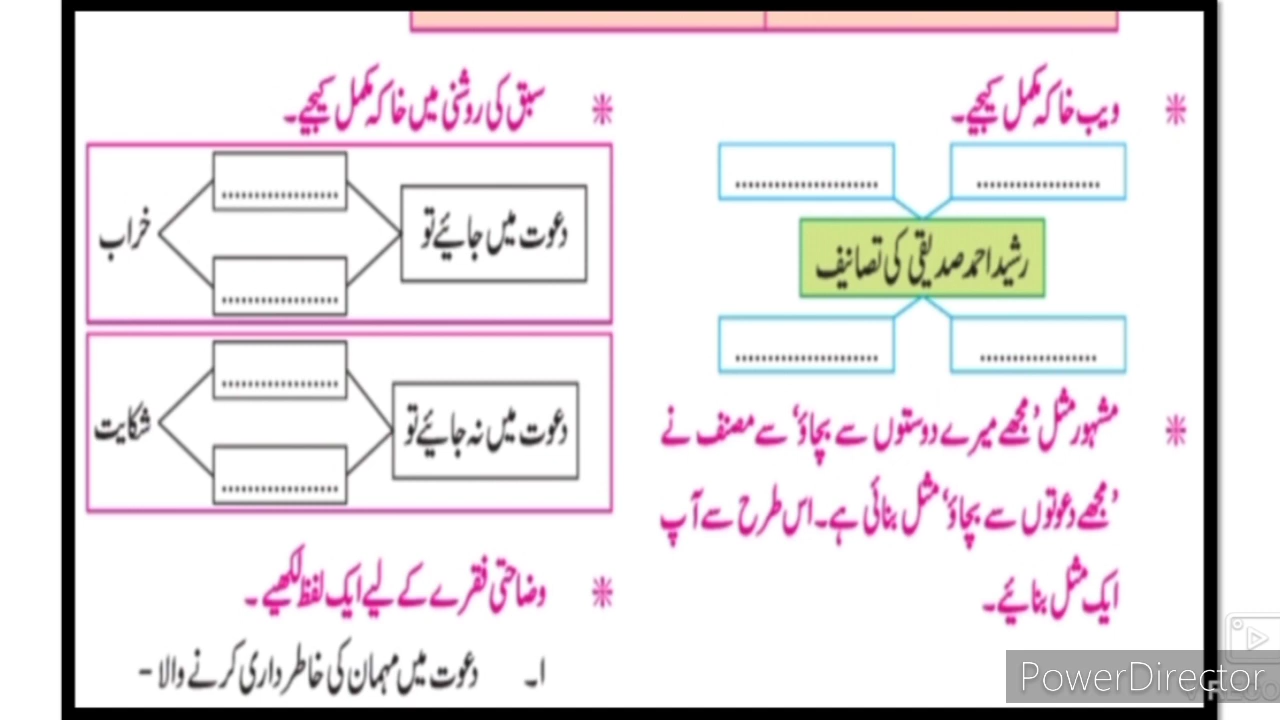 ❊ ویب خاکہ مکمل کیجیے۔
....................
....................
رشید احمد صدیقی کی تصانیف
....................
....................
❊ مشہور مثل ’مجھے میرے دوستوں سے بچاؤ‘ سے مصنف نے
’مجھے دعوتوں سے بچاؤ‘ مثل بنائی ہے۔ اس طرح سے آپ
ایک مثل بنائیے۔
❊ سبق کی روشنی میں خاکہ مکمل کیجیے۔
دعوت میں جائیے تو
....................
....................
خراب
دعوت میں نہ جائیے تو
....................
....................
شکایت
❊ وضاحتی فقرے کے لیے ایک لفظ لکھیے۔
۱۔ دعوت میں مہمان کی خاطر داری کرنے والا -
PowerDirector